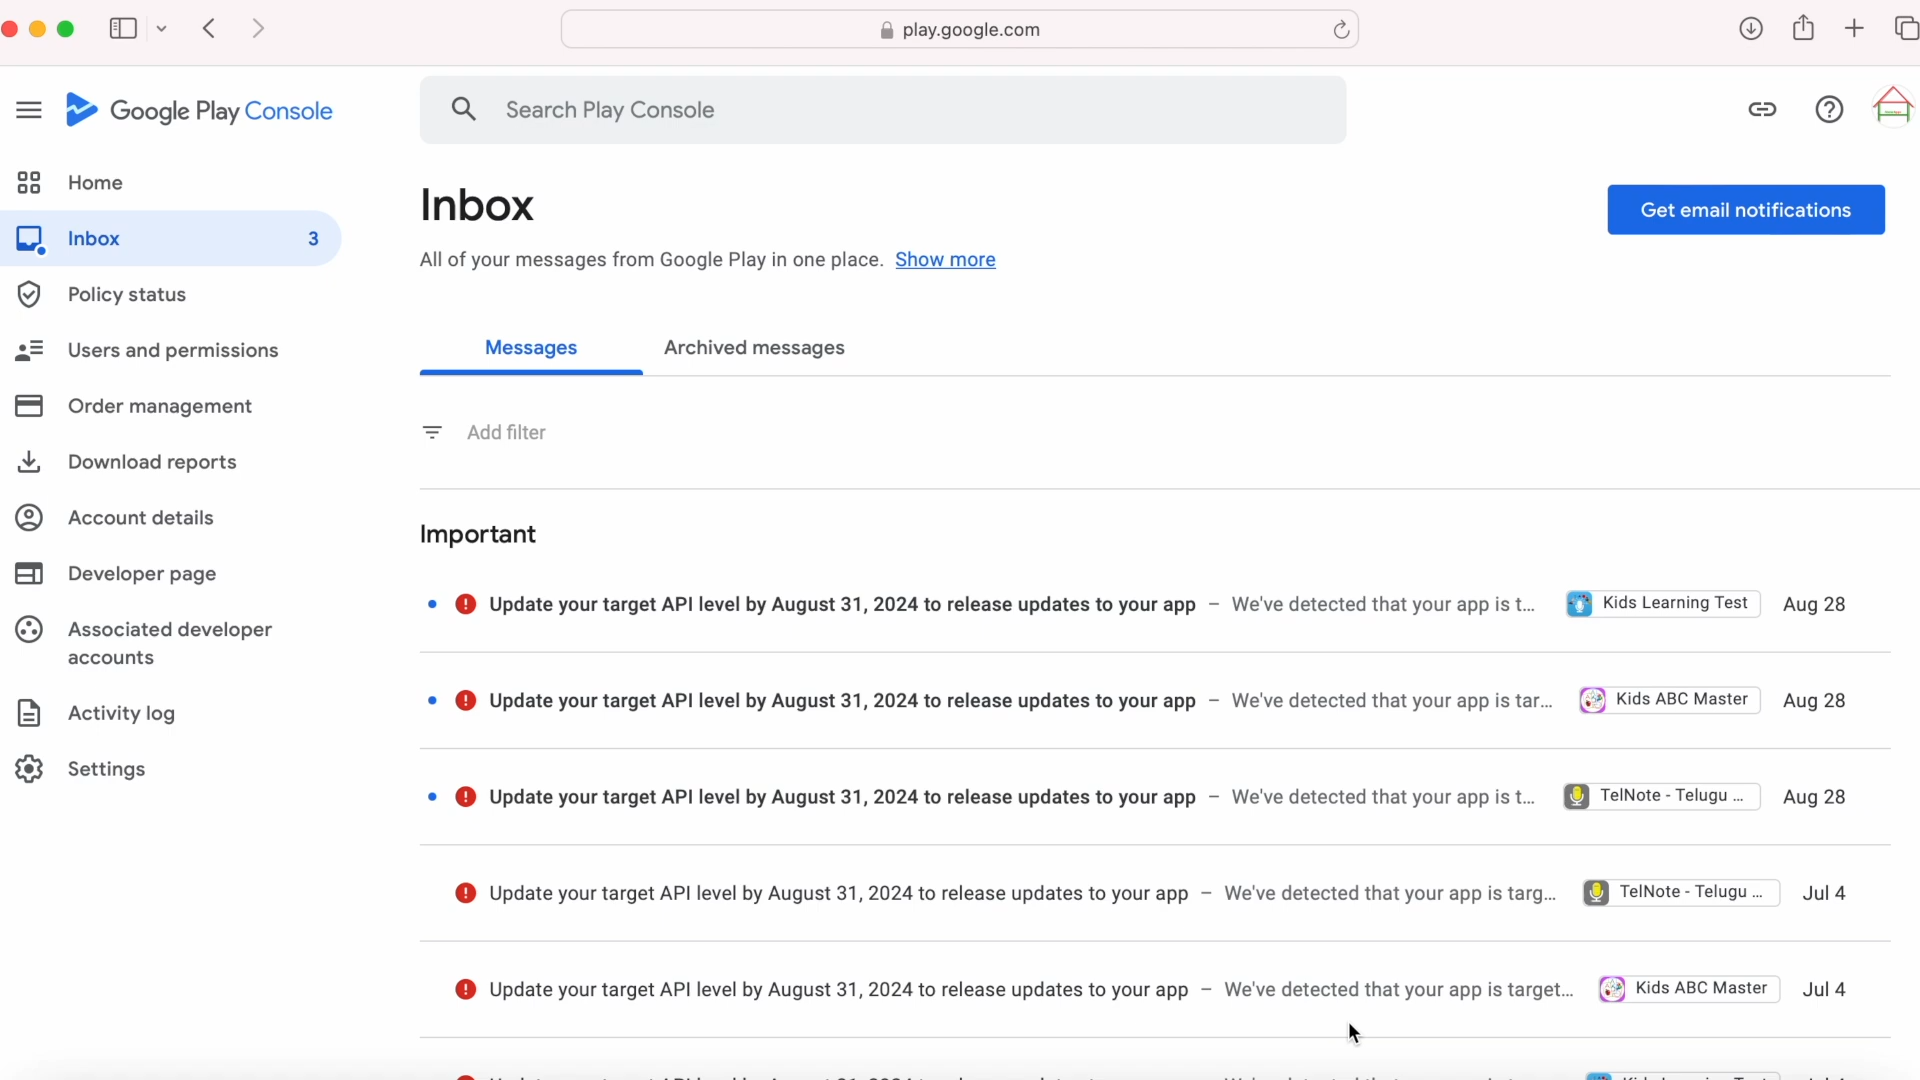 play.google.com
Google Play Console
Search Play Console
Home
Inbox 3
Policy status
Users and permissions
Order management
Download reports
Account details
Developer page
Associated developer
accounts
Activity log
Settings
Inbox
Get email notifications
All of your messages from Google Play in one place. Show more
Messages Archived messages
Add filter
Important
Update your target API level by August 31, 2024 to release updates to your app – We've detected that your app is t... Kids Learning Test Aug 28
Update your target API level by August 31, 2024 to release updates to your app – We've detected that your app is tar... Kids ABC Master Aug 28
Update your target API level by August 31, 2024 to release updates to your app – We've detected that your app is t... TelNote - Telugu ... Aug 28
Update your target API level by August 31, 2024 to release updates to your app – We've detected that your app is targ... TelNote - Telugu ... Jul 4
Update your target API level by August 31, 2024 to release updates to your app – We've detected that your app is target... Kids ABC Master Jul 4